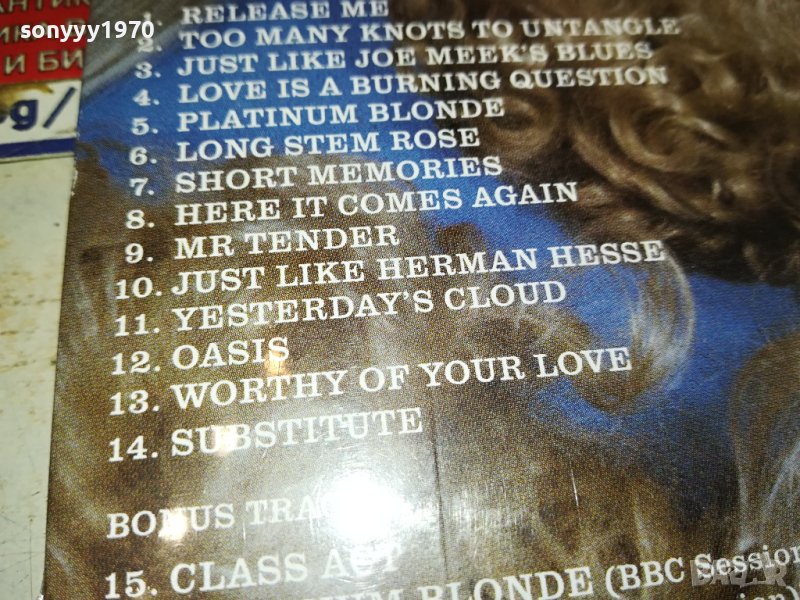 sonyyy1970
И БИ
g/
1. RELEASE ME
2. TOO MANY KNOTS TO UNTANGLE
3. JUST LIKE JOE MEEK'S BLUES
4. LOVE IS A BURNING QUESTION
5. PLATINUM BLONDE
6. LONG STEM ROSE
7. SHORT MEMORIES
8. HERE IT COMES AGAIN
9. MR TENDER
10. JUST LIKE HERMAN HESSE
11. YESTERDAY'S CLOUD
12. OASIS
13. WORTHY OF YOUR LOVE
14. SUBSTITUTE
BONUS TRA
15. CLASS ACT
UM BLONDE (BBC Session